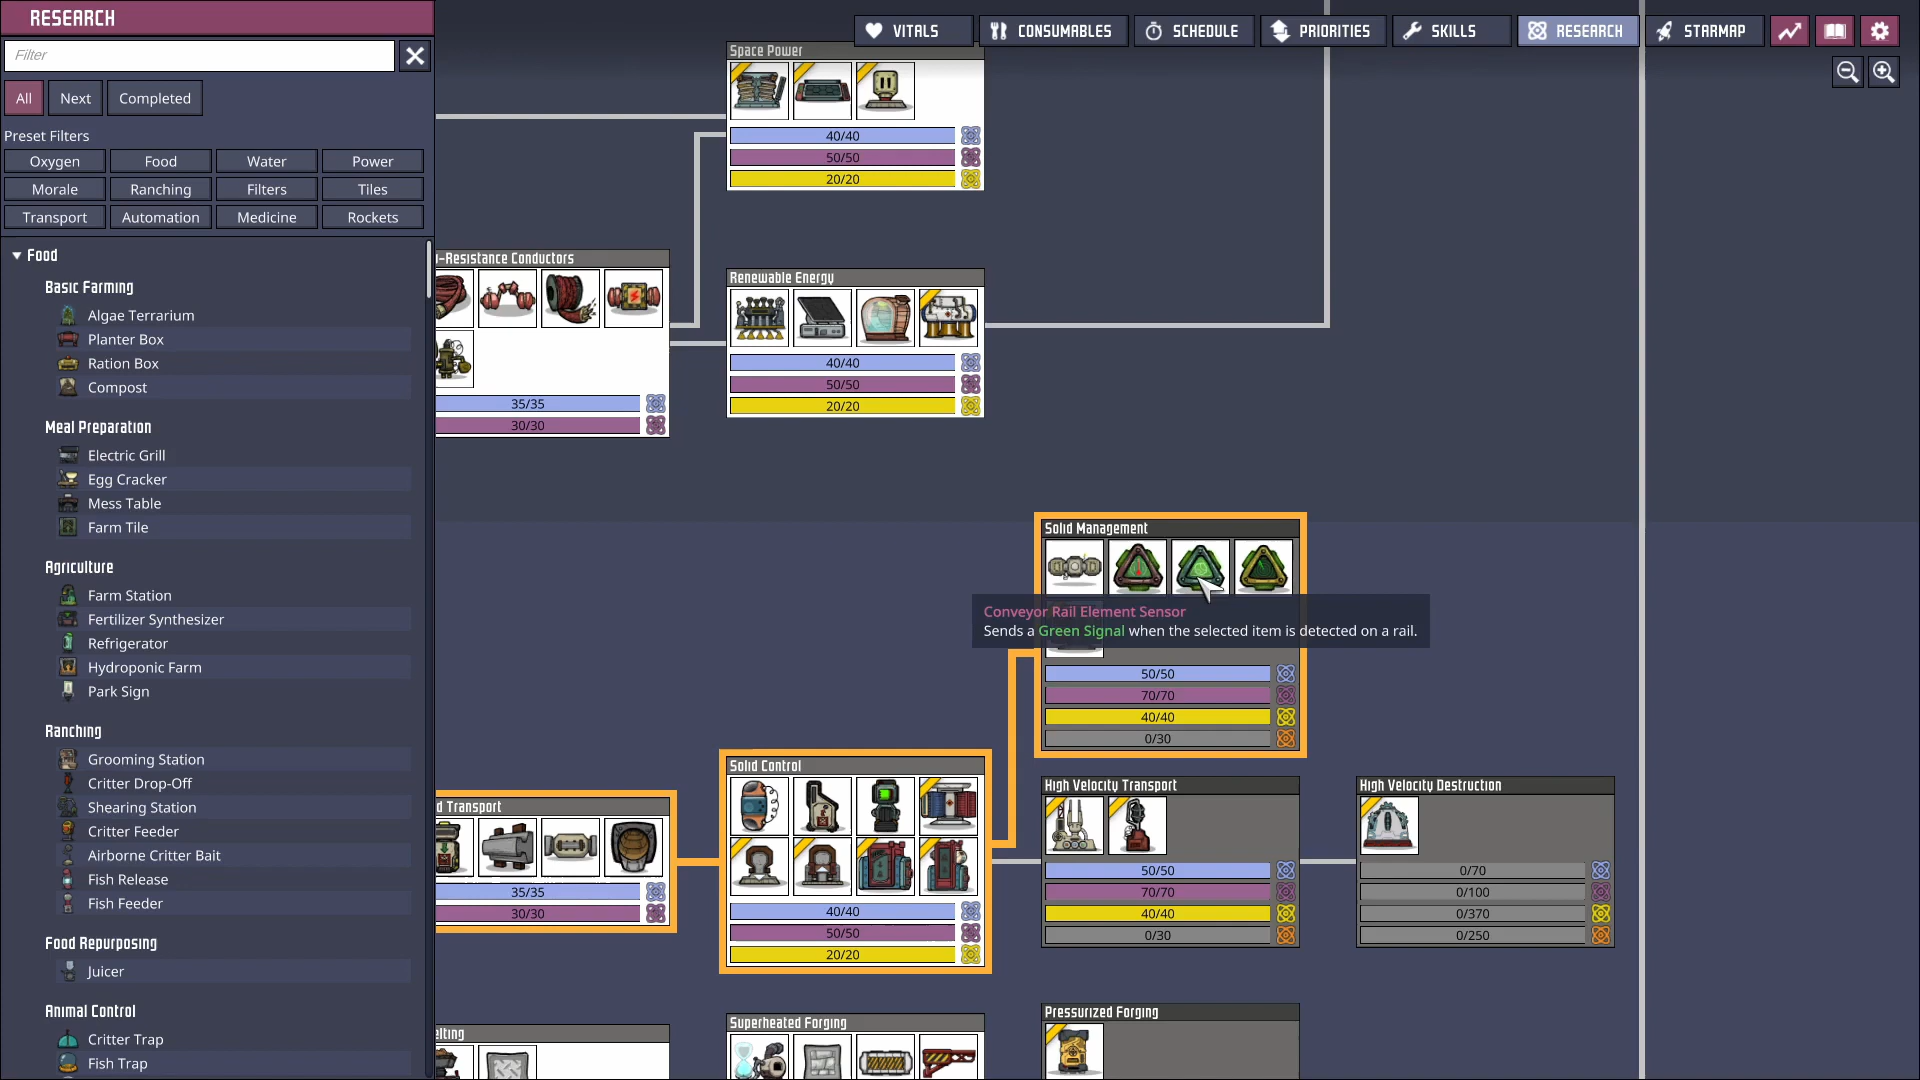 RESEARCH
VITALS
CONSUMABLES
SCHEDULE
PRIORITIES
SKILLS
RESEARCH
STARMAP
Filter
All
Next
Completed
Preset Filters
Oxygen
Food
Water
Power
Morale
Ranching
Filters
Tiles
Transport
Automation
Medicine
Rockets
Food
Basic Farming
Algae Terrarium
Planter Box
Ration Box
Compost
Meal Preparation
Electric Grill
Egg Cracker
Mess Table
Farm Tile
Agriculture
Farm Station
Fertilizer Synthesizer
Refrigerator
Hydroponic Farm
Park Sign
Ranching
Grooming Station
Critter Drop-Off
Shearing Station
Critter Feeder
Airborne Critter Bait
Fish Release
Fish Feeder
Food Repurposing
Juicer
Animal Control
Critter Trap
Fish Trap
Space Power
40/40
50/50
20/20
-Resistance Conductors
35/35
30/30
Renewable Energy
40/40
50/50
20/20
Solid Management
Conveyor Rail Element Sensor
Sends a Green Signal when the selected item is detected on a rail.
50/50
70/70
40/40
0/30
d Transport
35/35
30/30
Solid Control
40/40
50/50
20/20
High Velocity Transport
50/50
70/70
40/40
0/30
High Velocity Destruction
0/70
0/100
0/370
0/250
elting
Superheated Forging
Pressurized Forging